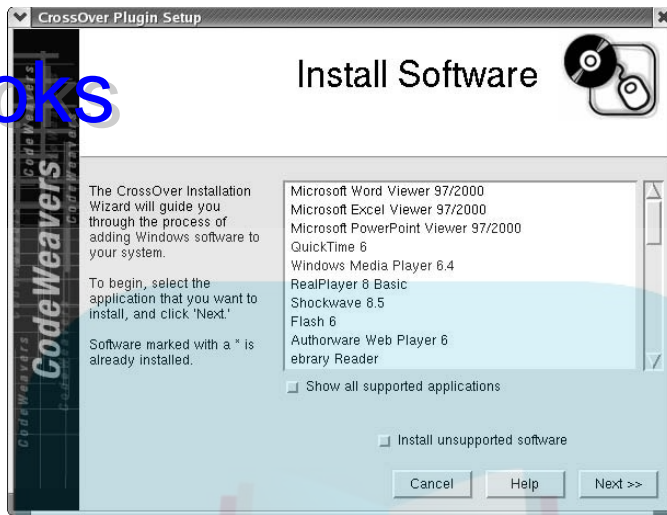 CrossOver Plugin Setup
Install Software
oks
CodeWeavers
The CrossOver Installation
Wizard will guide you
through the process of
adding Windows software to
your system.
To begin, select the
application that you want to
install, and click 'Next.'
Software marked with a * is
already installed.
Microsoft Word Viewer 97/2000
Microsoft Excel Viewer 97/2000
Microsoft PowerPoint Viewer 97/2000
QuickTime 6
Windows Media Player 6.4
RealPlayer 8 Basic
Shockwave 8.5
Flash 6
Authorware Web Player 6
ebrary Reader
Show all supported applications
Install unsupported software
Cancel
Help
Next >>